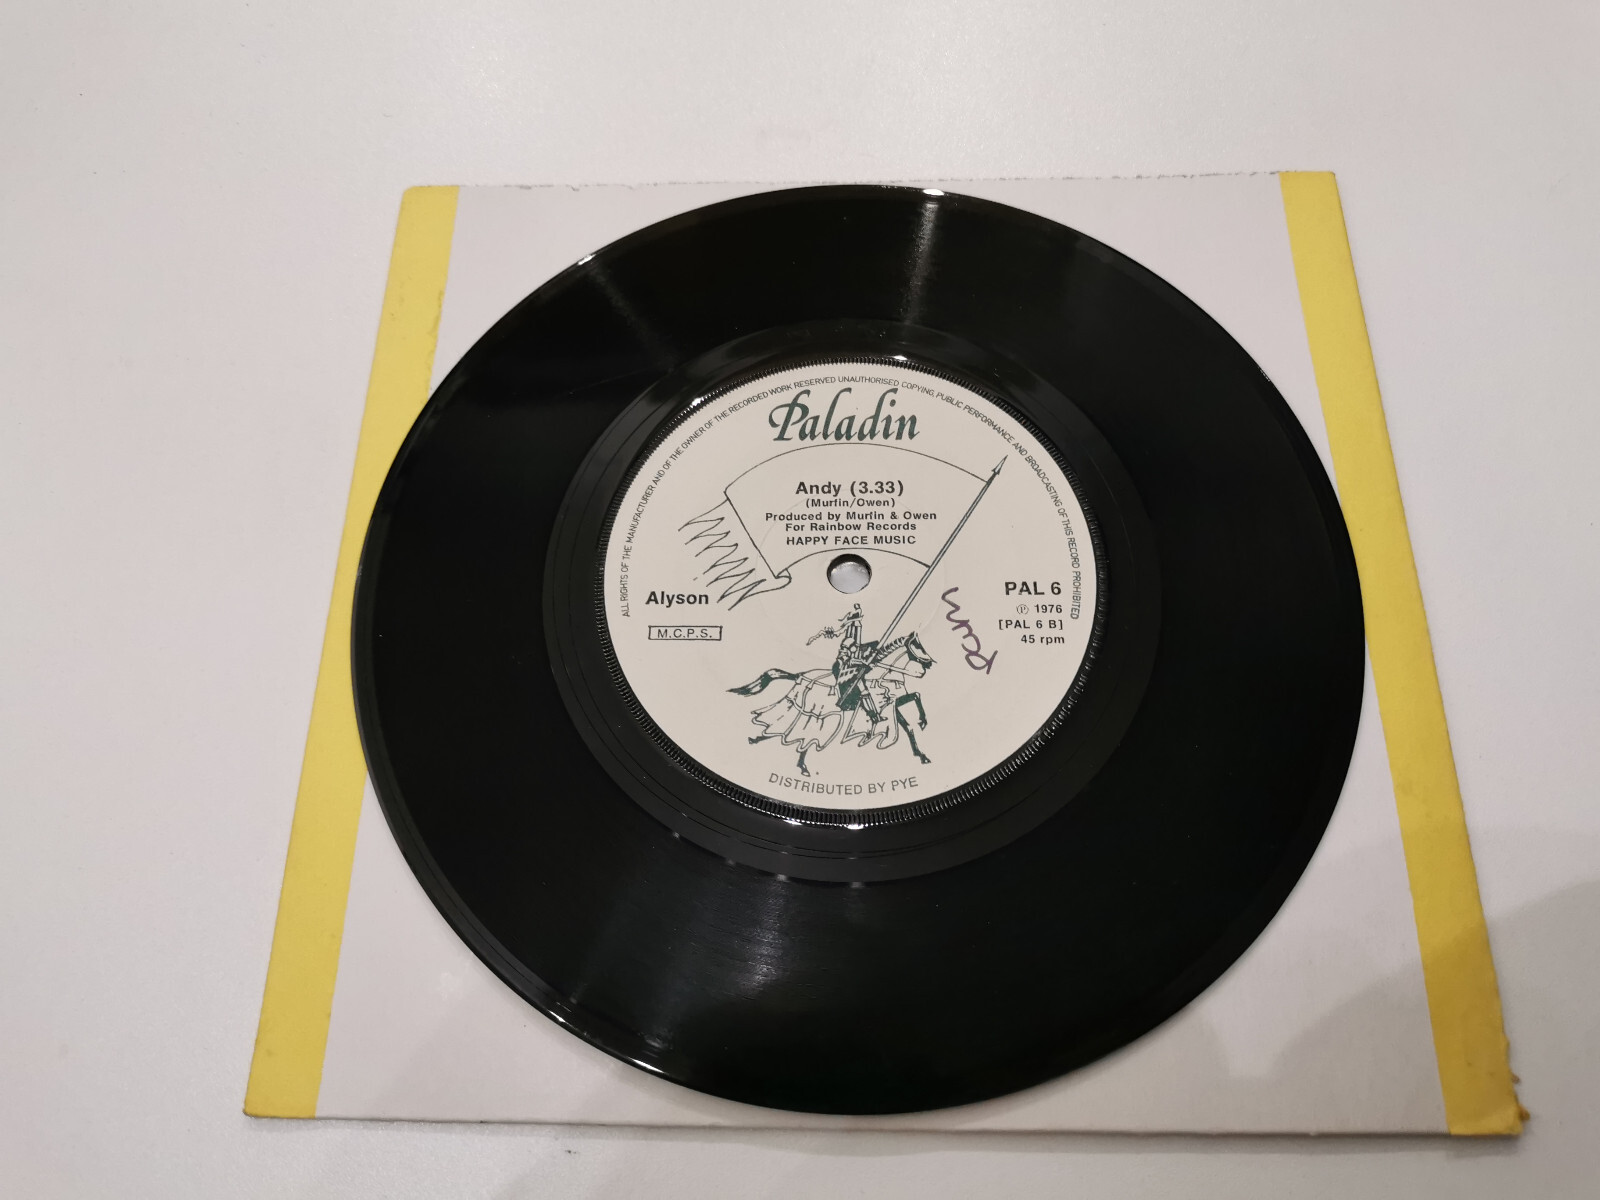 ALL RIGHTS OF THE MANUFACTURER AND OF THE OWNER OF THE RECORDED WORK RESERVED UNAUTHORISED COPYING, PUBLIC PERFORMANCE AND BROADCASTING OF THIS RECORD PROHIBITED
Paladin
Andy (3.33)
(Murfin/Owen)
Produced by Murfin & Owen
For Rainbow Records
HAPPY FACE MUSIC
Alyson
M.C.P.S.
PAL 6
℗ 1976
[PAL 6 B]
45 rpm
DISTRIBUTED BY PYE